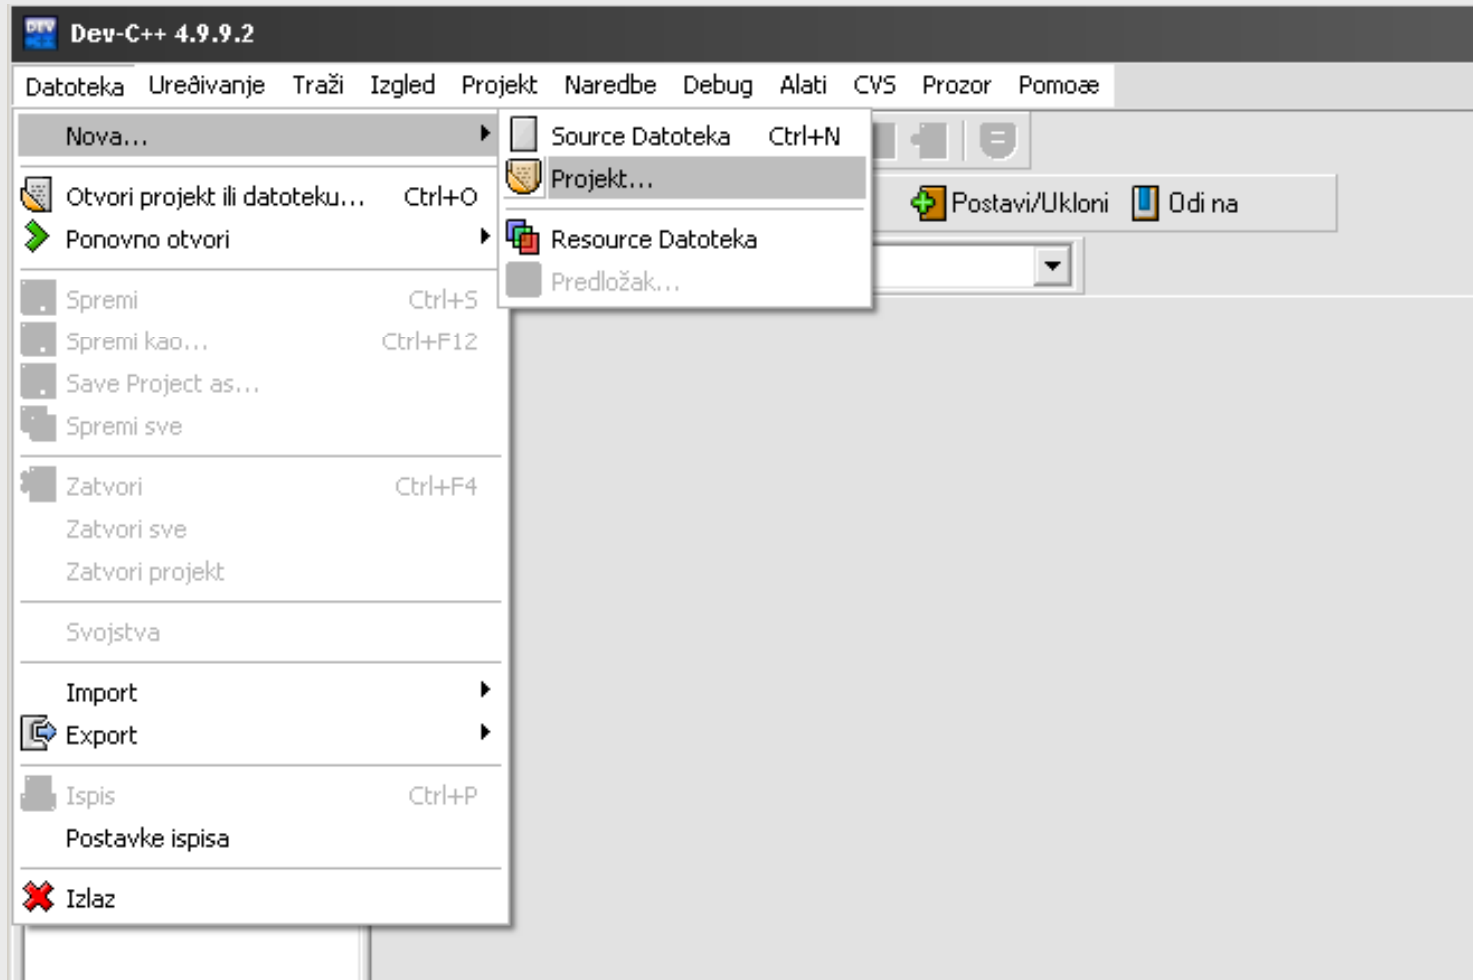 DEV
Dev-C++ 4.9.9.2
Datoteka Ureðivanje Traži Izgled Projekt Naredbe Debug Alati CVS Prozor Pomoæ
Nova...
Source Datoteka Ctrl+N
Projekt...
Resource Datoteka
Predložak...
Postavi/Ukloni Odi na
Otvori projekt ili datoteku... Ctrl+O
Ponovno otvori
Spremi Ctrl+S
Spremi kao... Ctrl+F12
Save Project as...
Spremi sve
Zatvori Ctrl+F4
Zatvori sve
Zatvori projekt
Svojstva
Import
Export
Ispis Ctrl+P
Postavke ispisa
Izlaz